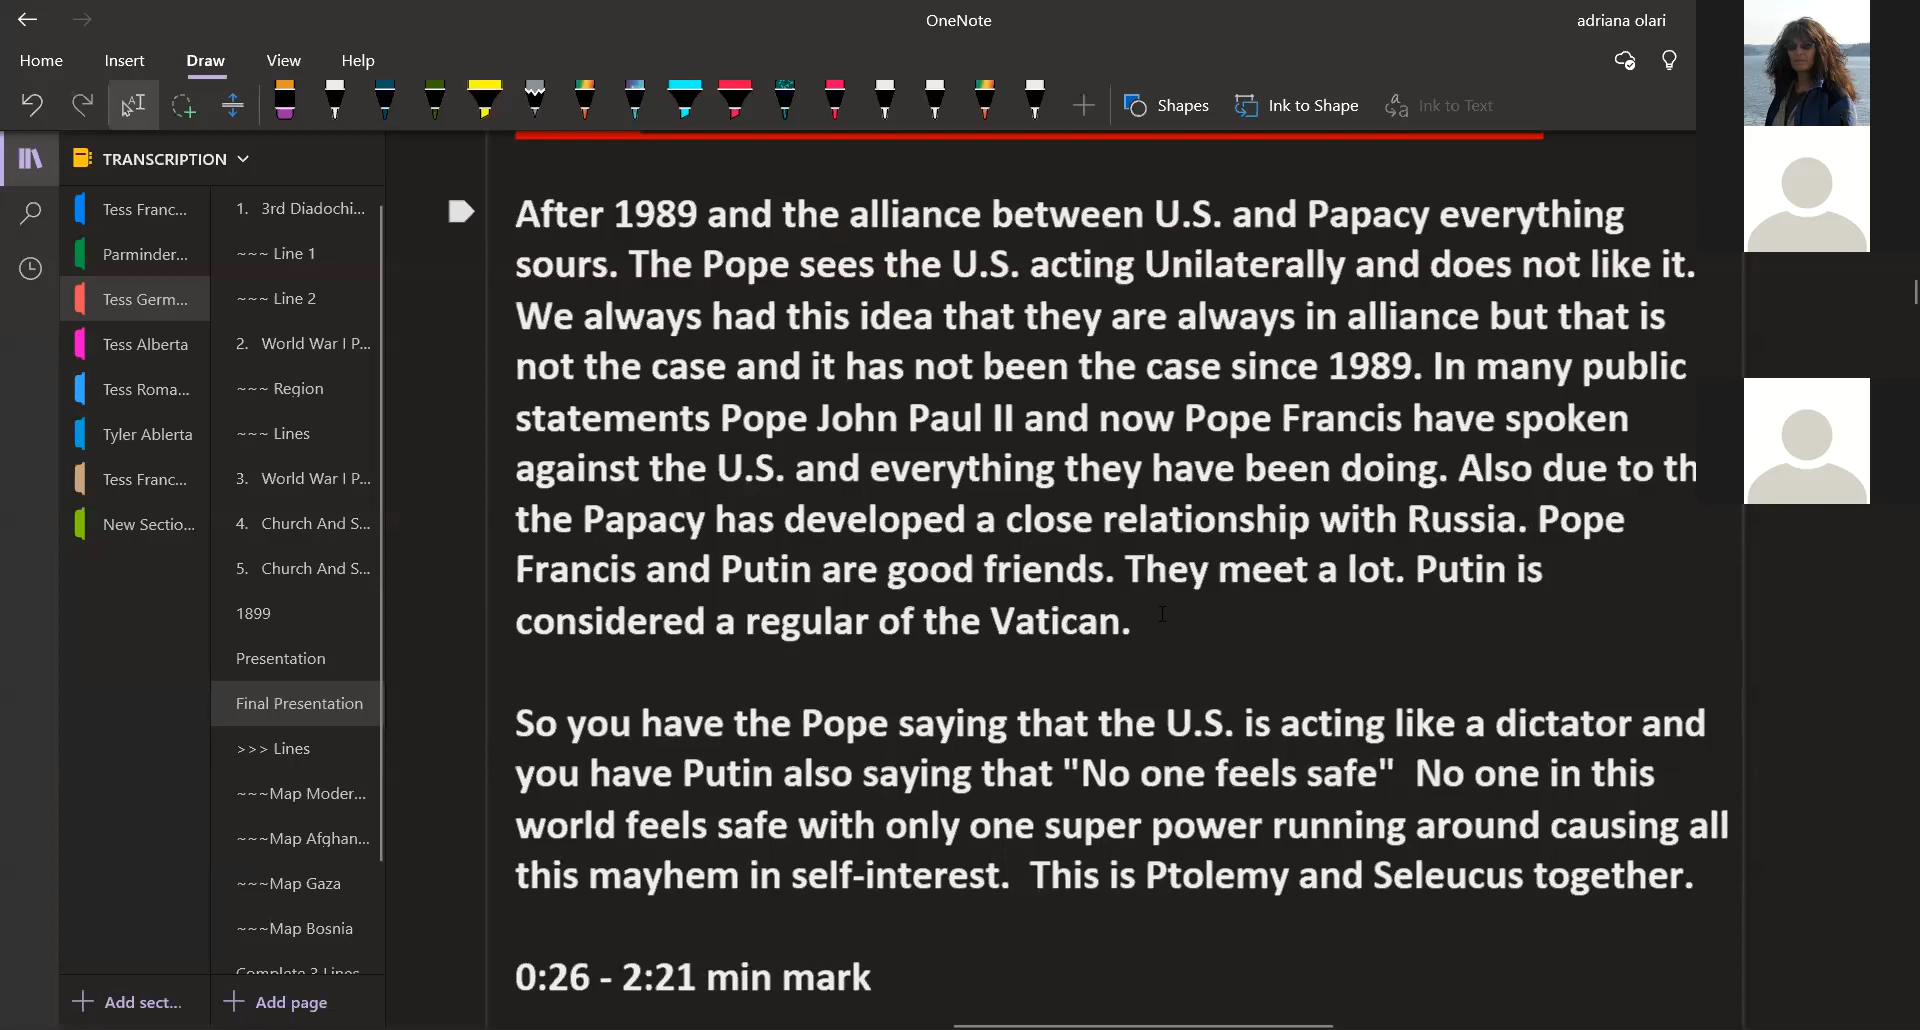 OneNote
adriana olari
Home Insert Draw View Help
Shapes Ink to Shape Ink to Text
TRANSCRIPTION
Tess Franc...
Parminder...
Tess Germ...
Tess Alberta
Tess Roma...
Tyler Ablerta
Tess Franc...
New Sectio...
Add sect...
1. 3rd Diadochi...
~~~ Line 1
~~~ Line 2
2. World War I P...
~~~ Region
~~~ Lines
3. World War I P...
4. Church And S...
5. Church And S...
1899
Presentation
Final Presentation
>>> Lines
~~~Map Moder...
~~~Map Afghan...
~~~Map Gaza
~~~Map Bosnia
Complete 3 Lines
Add page
After 1989 and the alliance between U.S. and Papacy everything
sours. The Pope sees the U.S. acting Unilaterally and does not like it.
We always had this idea that they are always in alliance but that is
not the case and it has not been the case since 1989. In many public
statements Pope John Paul II and now Pope Francis have spoken
against the U.S. and everything they have been doing. Also due to th
the Papacy has developed a close relationship with Russia. Pope
Francis and Putin are good friends. They meet a lot. Putin is
considered a regular of the Vatican.
So you have the Pope saying that the U.S. is acting like a dictator and
you have Putin also saying that "No one feels safe" No one in this
world feels safe with only one super power running around causing all
this mayhem in self-interest. This is Ptolemy and Seleucus together.
0:26 - 2:21 min mark